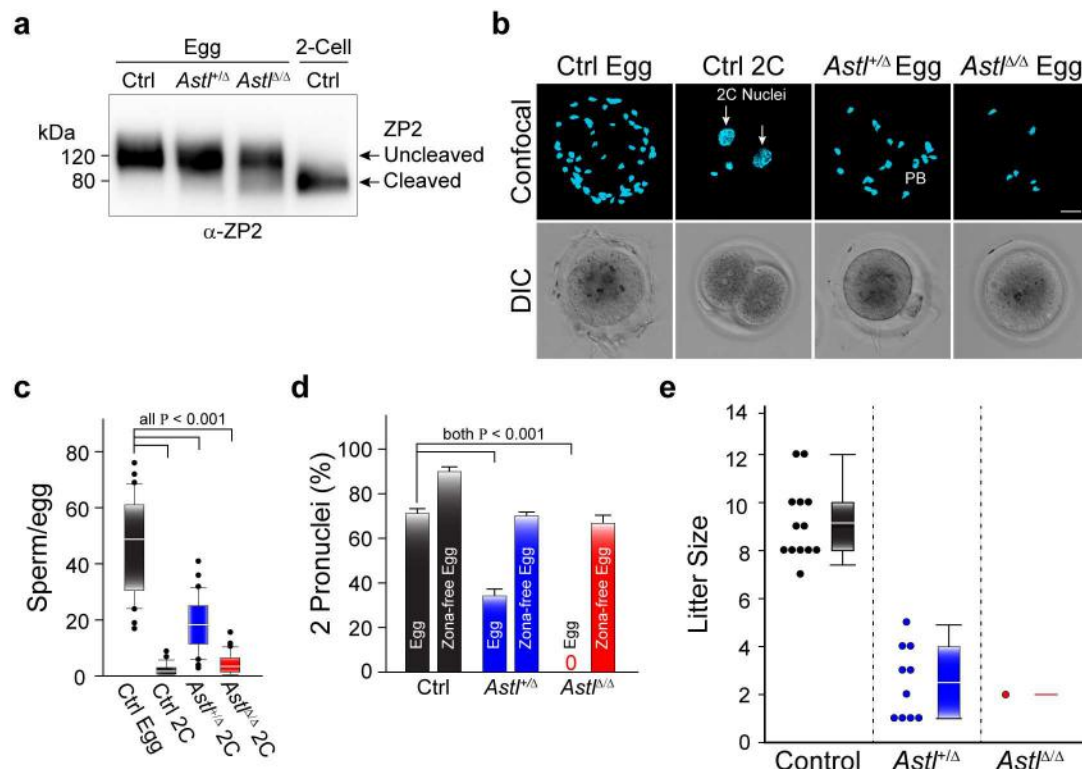 a
Egg 2-Cell
Ctrl Astl+/Δ AstlΔ/Δ Ctrl
kDa
120
80
ZP2
Uncleaved
Cleaved
α-ZP2
b
Ctrl Egg Ctrl 2C Astl+/Δ Egg AstlΔ/Δ Egg
Confocal
2C Nuclei
PB
DIC
c
all P < 0.001
Sperm/egg
80
60
40
20
0
Ctrl Egg
Ctrl 2C
Astl+/Δ 2C
AstlΔ/Δ 2C
d
both P < 0.001
2 Pronuclei (%)
100
80
60
40
20
0
Egg
Zona-free Egg
Egg
Zona-free Egg
Egg
0
Zona-free Egg
Ctrl Astl+/Δ AstlΔ/Δ
e
Litter Size
14
12
10
8
6
4
2
0
Control Astl+/Δ AstlΔ/Δ